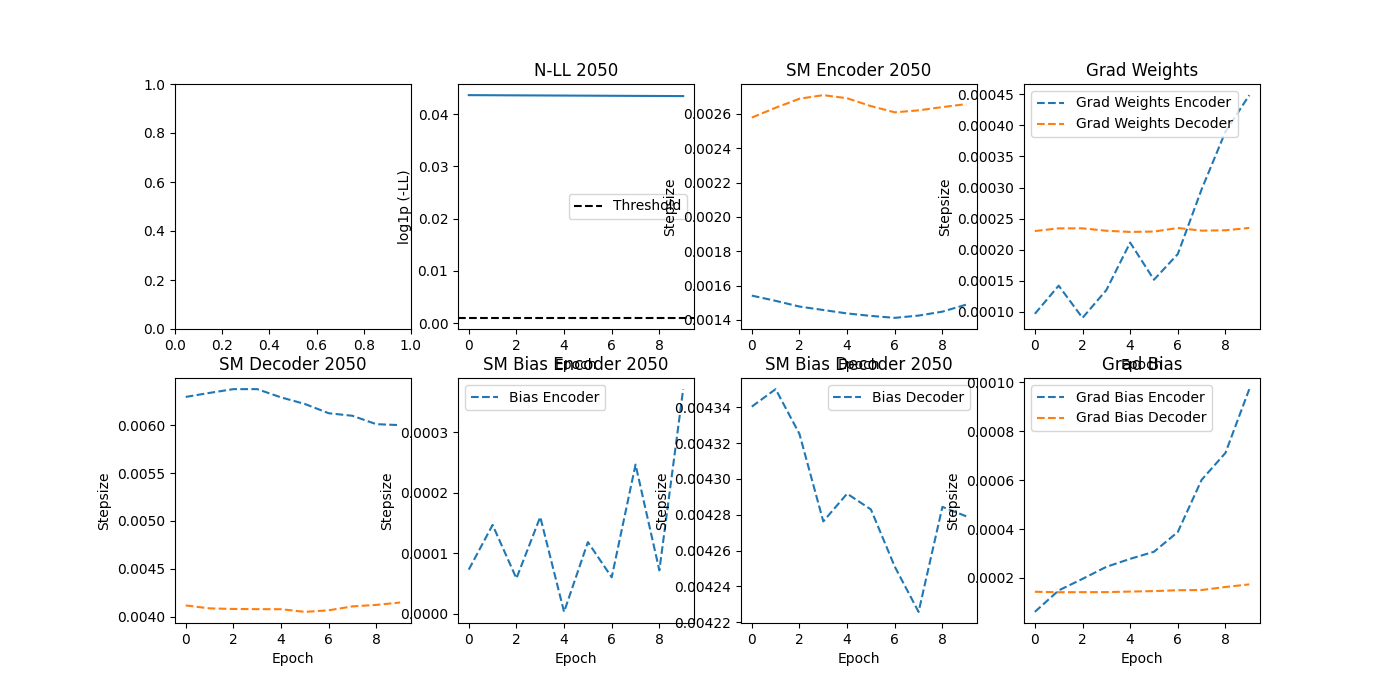 N-LL 2050
SM Encoder 2050
Grad Weights
1.0
0.8
0.6
0.4
0.2
0.0
0.0 0.2 0.4 0.6 0.8 1.0
log1p (-LL)
0.04
0.03
0.02
0.01
0.00
Threshold
0 2 4 6 8
Epoch
Stepsize
0.0026
0.0024
0.0022
0.0020
0.0018
0.0016
0.0014
0 2 4 6 8
Epoch
Stepsize
0.00045
0.00040
0.00035
0.00030
0.00025
0.00020
0.00015
0.00010
Grad Weights Encoder
Grad Weights Decoder
0 2 4 6 8
Epoch
SM Decoder 2050
SM Bias Encoder 2050
SM Bias Decoder 2050
Grad Bias
Stepsize
0.0060
0.0055
0.0050
0.0045
0.0040
0 2 4 6 8
Epoch
Stepsize
0.0003
0.0002
0.0001
0.0000
Bias Encoder
0 2 4 6 8
Epoch
Stepsize
0.00434
0.00432
0.00430
0.00428
0.00426
0.00424
0.00422
Bias Decoder
0 2 4 6 8
Epoch
Stepsize
0.0010
0.0008
0.0006
0.0004
0.0002
Grad Bias Encoder
Grad Bias Decoder
0 2 4 6 8
Epoch